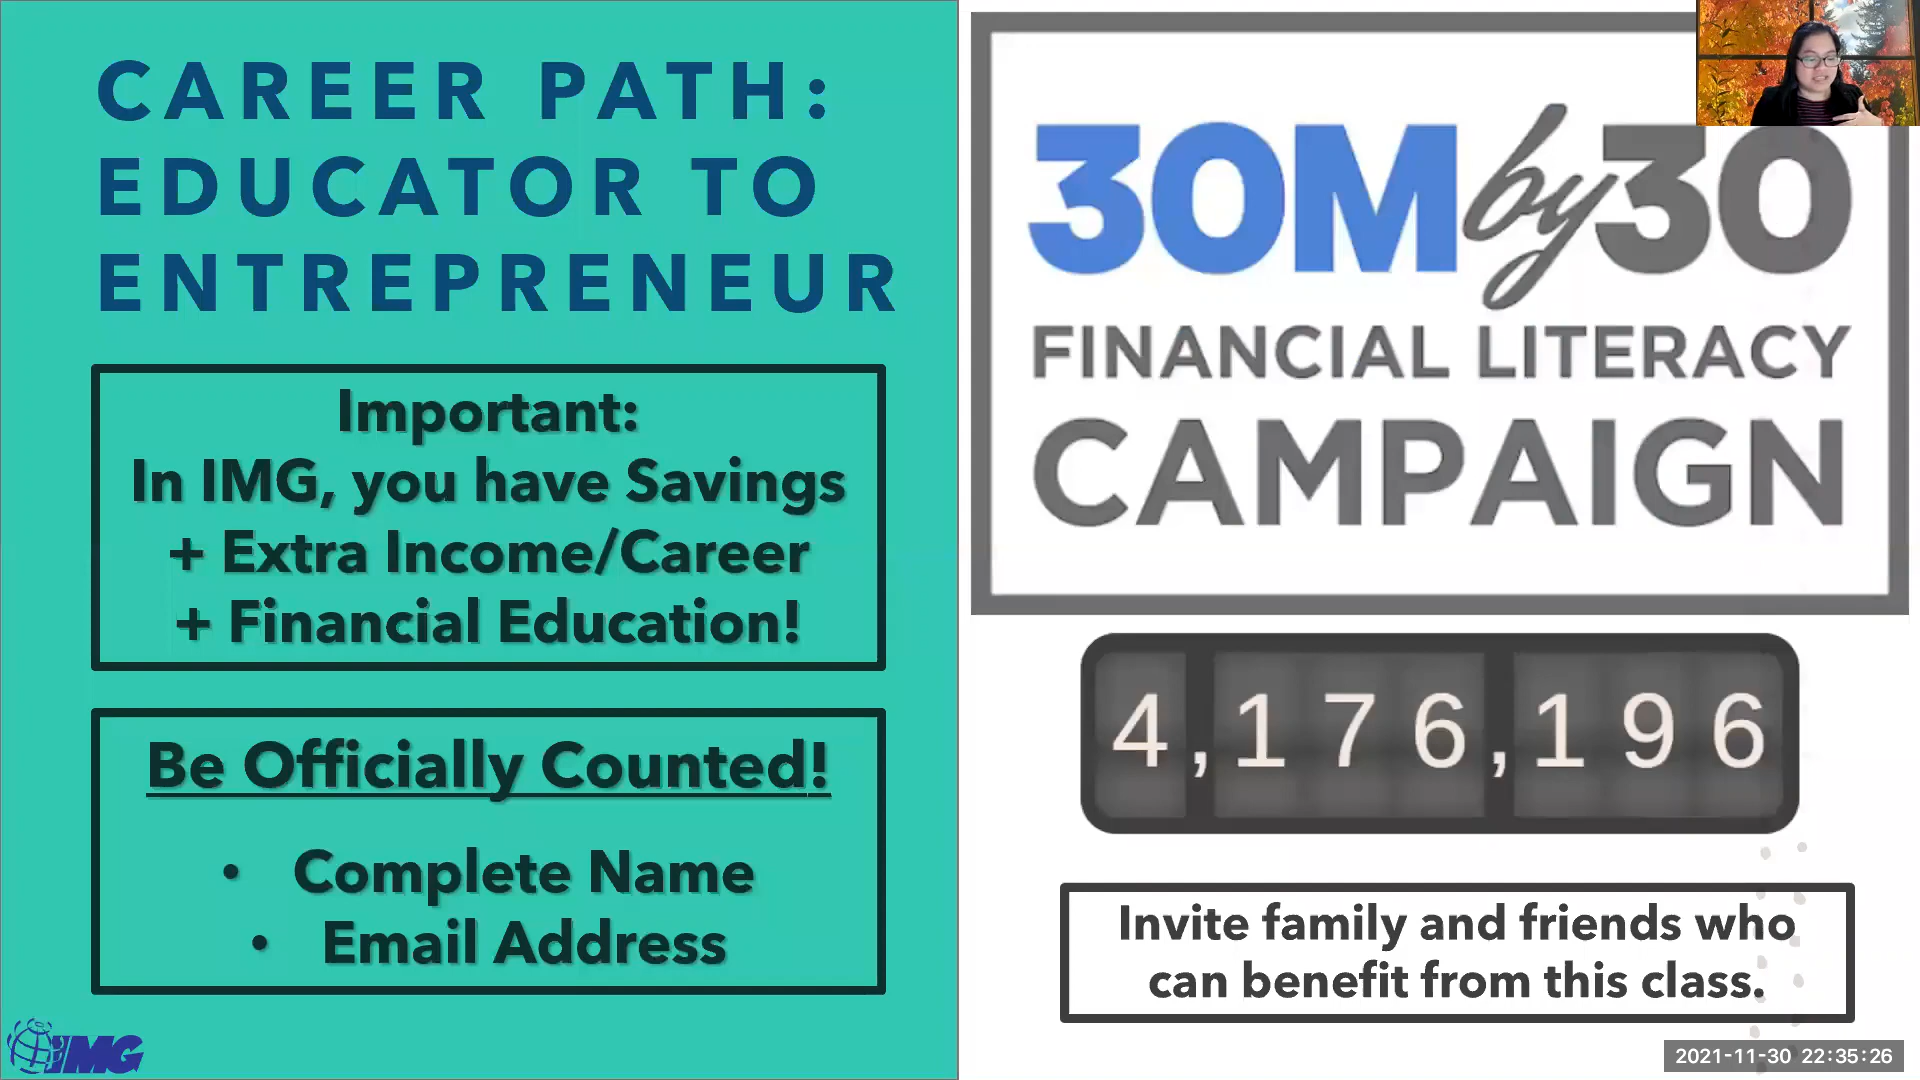 CAREER PATH:
EDUCATOR TO
ENTREPRENEUR
Important:
In IMG, you have Savings
+ Extra Income/Career
+ Financial Education!
Be Officially Counted!
• Complete Name
• Email Address
IMG
30M by 30
FINANCIAL LITERACY
CAMPAIGN
4,176,196
Invite family and friends who
can benefit from this class.
2021-11-30 22:35:26